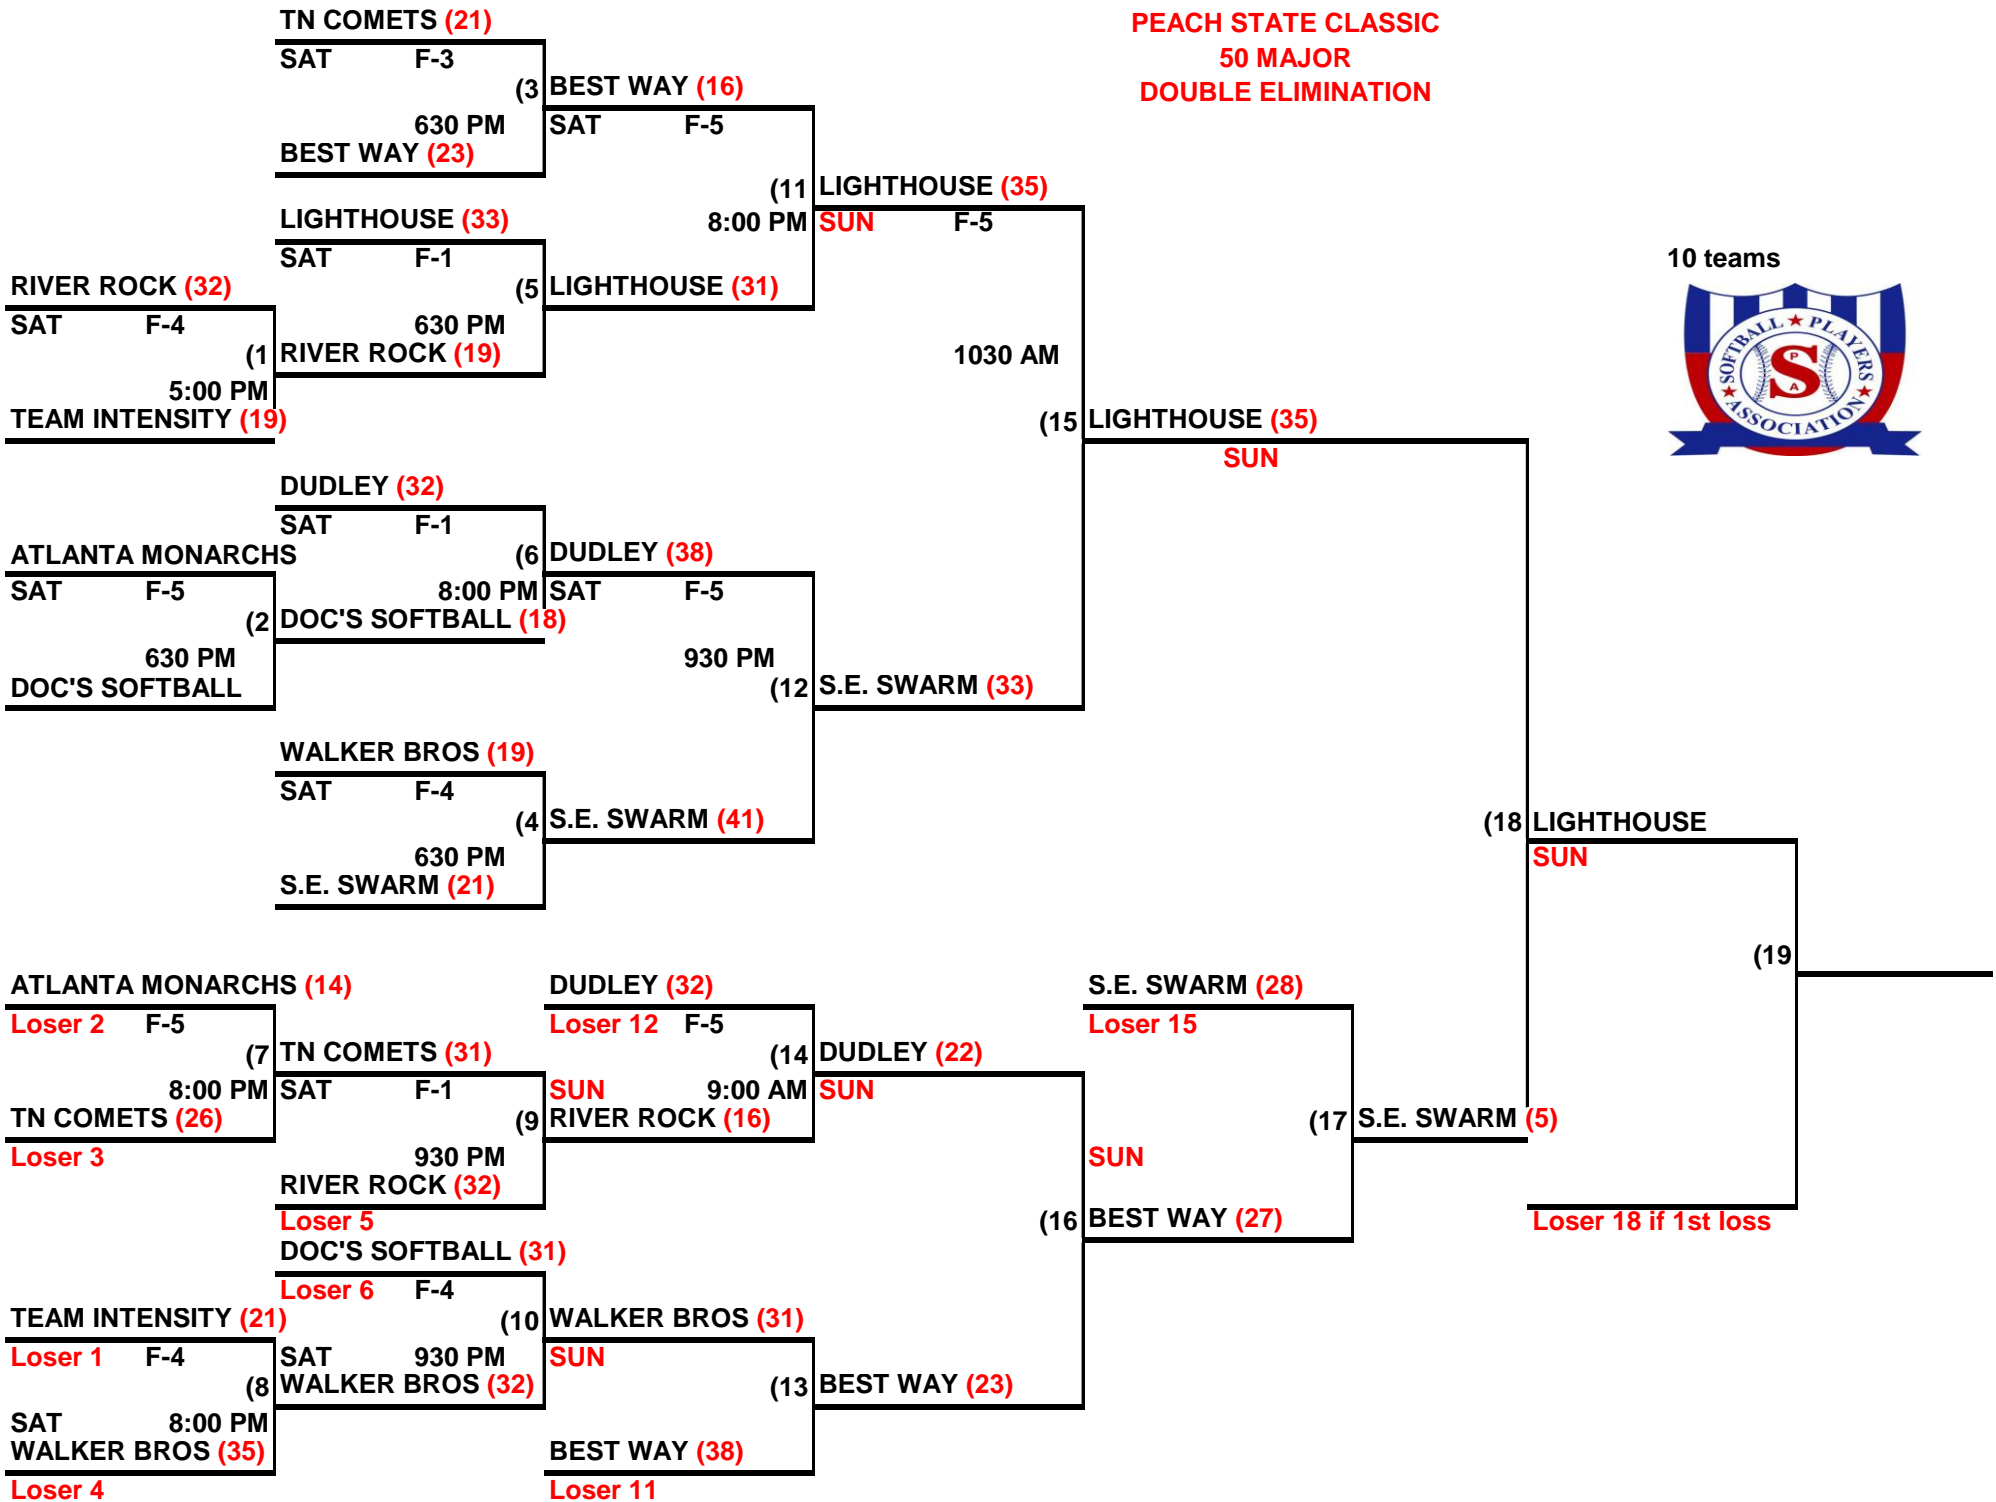 TN COMETS (21)
PEACH STATE CLASSIC
50 MAJOR
DOUBLE ELIMINATION
SAT F-3
(3 BEST WAY (16)
630 PM SAT F-5
BEST WAY (23)
(11 LIGHTHOUSE (35)
LIGHTHOUSE (33)
8:00 PM SUN F-5
SAT F-1
10 teams
RIVER ROCK (32)
(5 LIGHTHOUSE (31)
SAT F-4
630 PM
(1 RIVER ROCK (19)
1030 AM
5:00 PM
TEAM INTENSITY (19)
(15 LIGHTHOUSE (35)
SUN
SOFTBALL ★ PLAYERS ★ ASSOCIATION ★
P
S
A
DUDLEY (32)
SAT F-1
ATLANTA MONARCHS
(6 DUDLEY (38)
SAT F-5
8:00 PM SAT F-5
(2 DOC'S SOFTBALL (18)
630 PM
930 PM
DOC'S SOFTBALL
(12 S.E. SWARM (33)
WALKER BROS (19)
SAT F-4
(4 S.E. SWARM (41)
(18 LIGHTHOUSE
630 PM
SUN
S.E. SWARM (21)
(19
ATLANTA MONARCHS (14)
DUDLEY (32)
S.E. SWARM (28)
Loser 2 F-5
Loser 12 F-5
Loser 15
(7 TN COMETS (31)
(14 DUDLEY (22)
8:00 PM SAT F-1
SUN 9:00 AM SUN
TN COMETS (26)
(9 RIVER ROCK (16)
(17 S.E. SWARM (5)
Loser 3
930 PM
SUN
RIVER ROCK (32)
Loser 5
(16 BEST WAY (27)
Loser 18 if 1st loss
DOC'S SOFTBALL (31)
Loser 6 F-4
TEAM INTENSITY (21)
(10 WALKER BROS (31)
Loser 1 F-4
SAT 930 PM SUN
(8 WALKER BROS (32)
(13 BEST WAY (23)
SAT 8:00 PM
WALKER BROS (35)
BEST WAY (38)
Loser 4
Loser 11